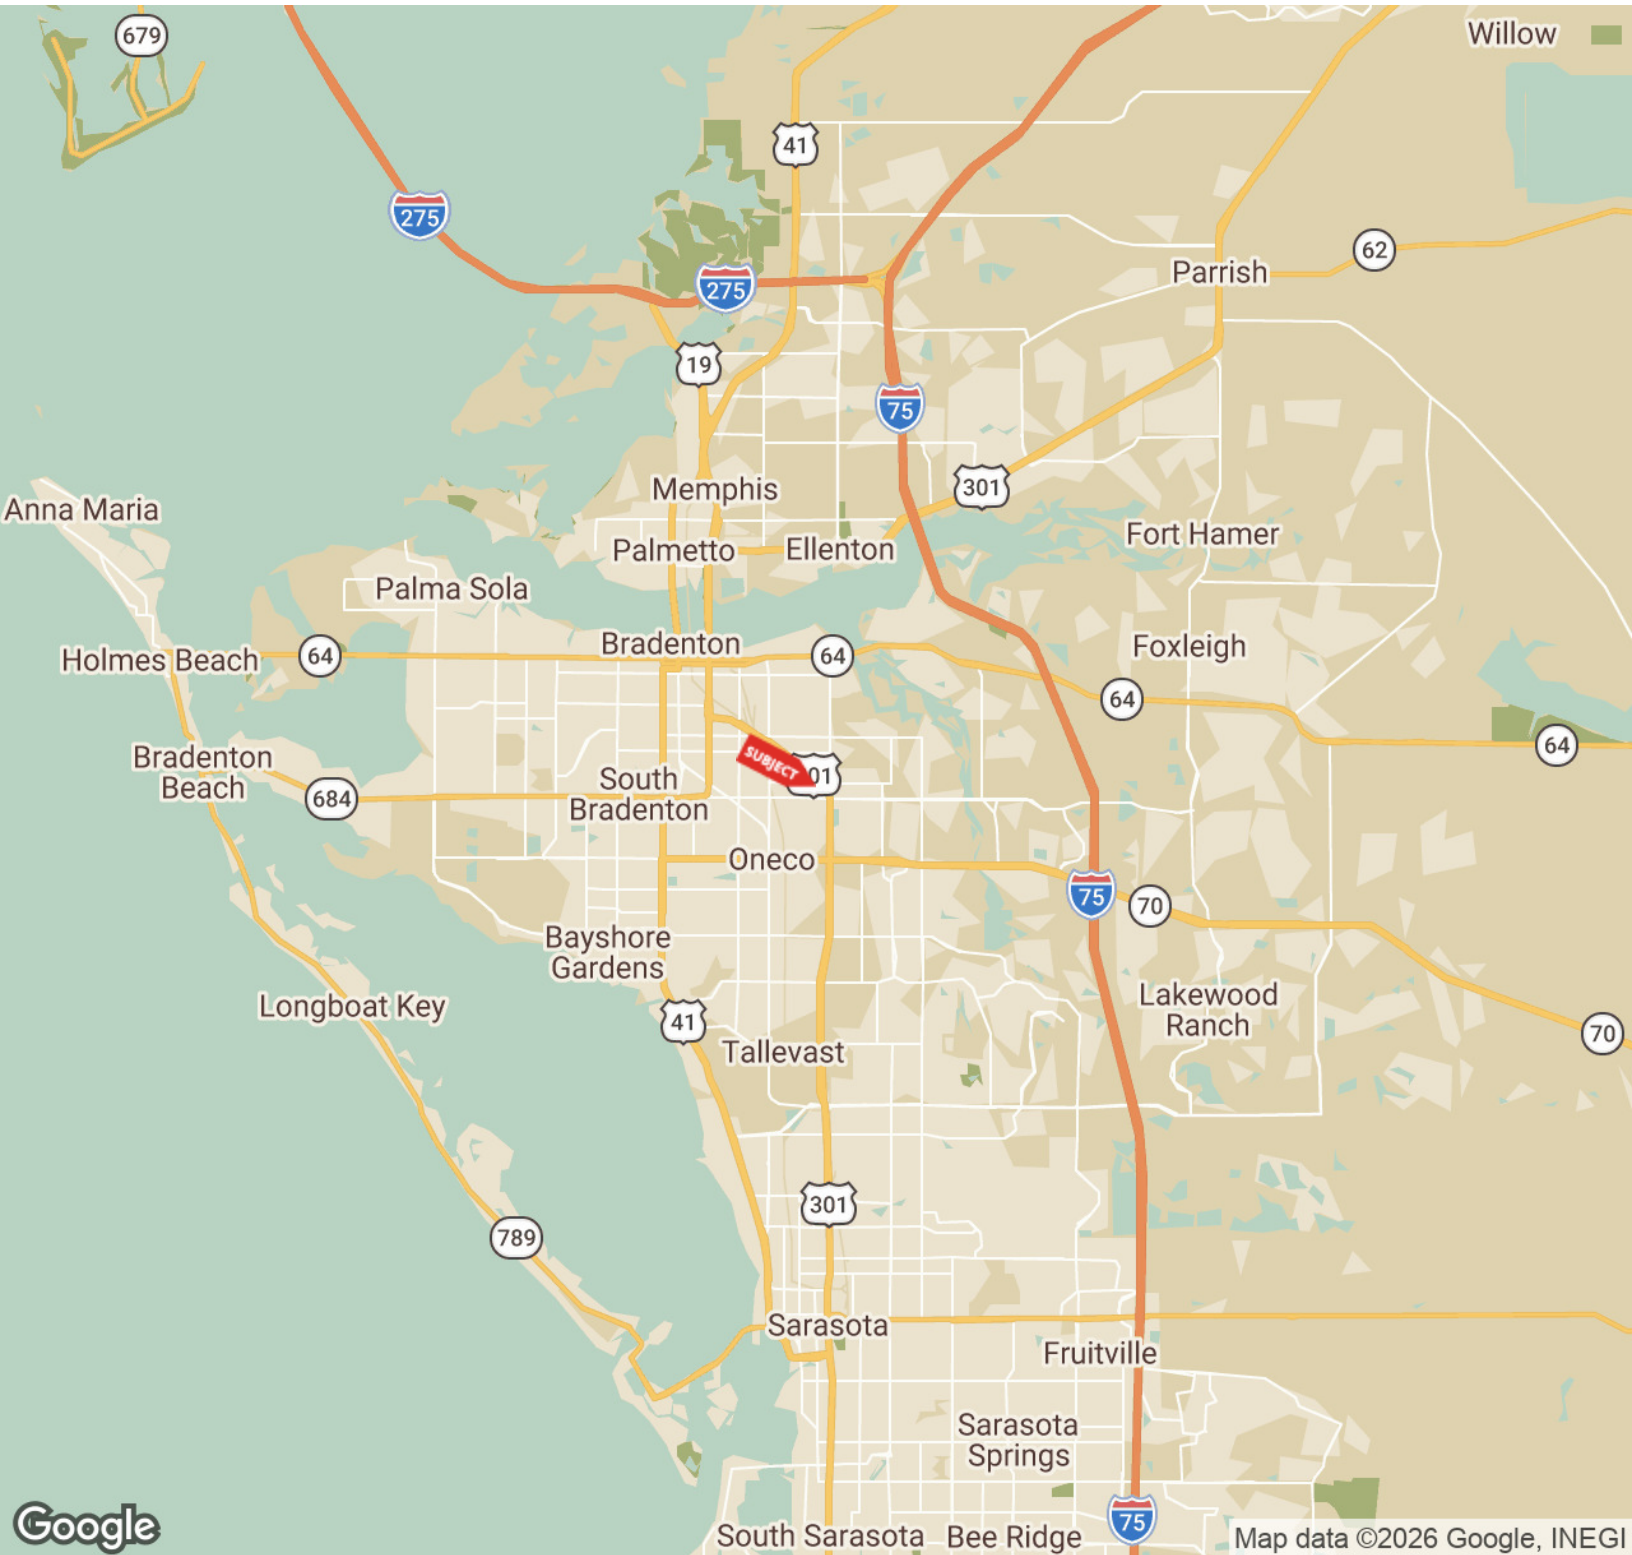 679
Willow
41
275
62
Parrish
275
19
75
301
Memphis
Anna Maria
Fort Hamer
Palmetto
Ellenton
Palma Sola
Bradenton
Foxleigh
Holmes Beach
64
64
64
64
Bradenton
Beach
SUBJECT
01
South
Bradenton
684
Oneco
75
70
Bayshore
Gardens
Longboat Key
Lakewood
Ranch
41
70
Tallevast
301
789
Sarasota
Fruitville
Sarasota
Springs
75
Google
South Sarasota
Bee Ridge
Map data ©2026 Google, INEGI